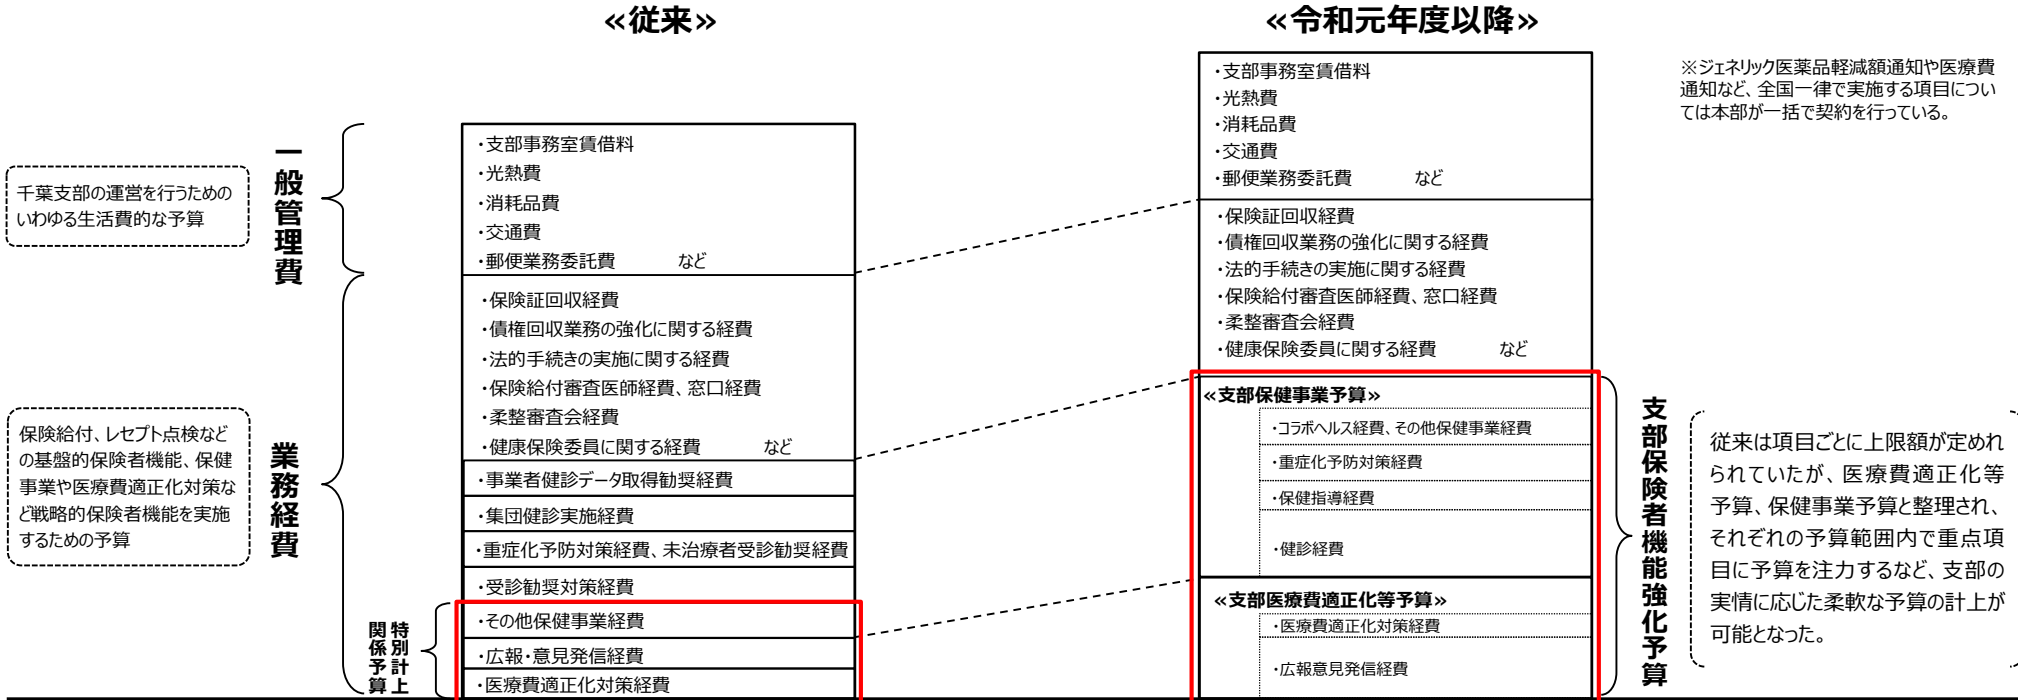 ≪従来≫
≪令和元年度以降≫
※ジェネリック医薬品軽減額通知や医療費
通知など、全国一律で実施する項目につい
ては本部が一括で契約を行っている。
一般管理費
千葉支部の運営を行うための
いわゆる生活費的な予算
業務経費
保険給付、レセプト点検など
の基盤的保険者機能、保健
事業や医療費適正化対策な
ど戦略的保険者機能を実施
するための予算
特別計上
関係予算
・支部事務室賃借料
・光熱費
・消耗品費
・交通費
・郵便業務委託費 など
・保険証回収経費
・債権回収業務の強化に関する経費
・法的手続きの実施に関する経費
・保険給付審査医師経費、窓口経費
・柔整審査会経費
・健康保険委員に関する経費 など
・事業者健診データ取得勧奨経費
・集団健診実施経費
・重症化予防対策経費、未治療者受診勧奨経費
・受診勧奨対策経費
・その他保健事業経費
・広報・意見発信経費
・医療費適正化対策経費
・支部事務室賃借料
・光熱費
・消耗品費
・交通費
・郵便業務委託費 など
・保険証回収経費
・債権回収業務の強化に関する経費
・法的手続きの実施に関する経費
・保険給付審査医師経費、窓口経費
・柔整審査会経費
・健康保険委員に関する経費 など
≪支部保健事業予算≫
・コラボヘルス経費、その他保健事業経費
・重症化予防対策経費
・保健指導経費
・健診経費
≪支部医療費適正化等予算≫
・医療費適正化対策経費
・広報意見発信経費
支部保険者機能強化予算
従来は項目ごとに上限額が定めれ
られていたが、医療費適正化等
予算、保健事業予算と整理され、
それぞれの予算範囲内で重点項
目に予算を注力するなど、支部の
実情に応じた柔軟な予算の計上が
可能となった。